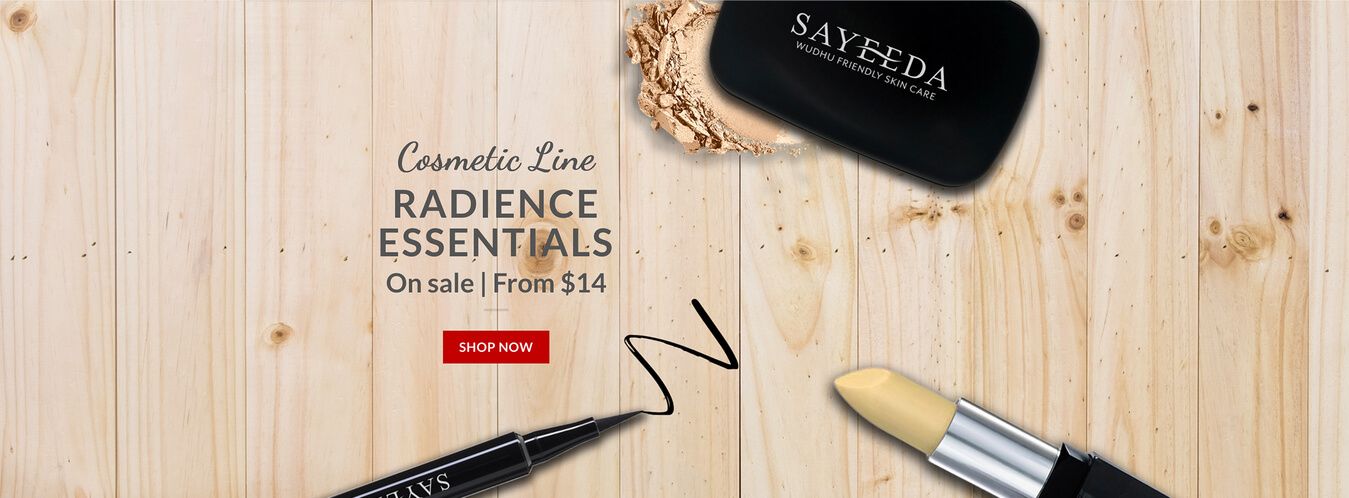 SAYEEDA
WUDHU FRIENDLY SKIN CARE
Cosmetic Line
RADIENCE
ESSENTIALS
On sale | From $14
SHOP NOW